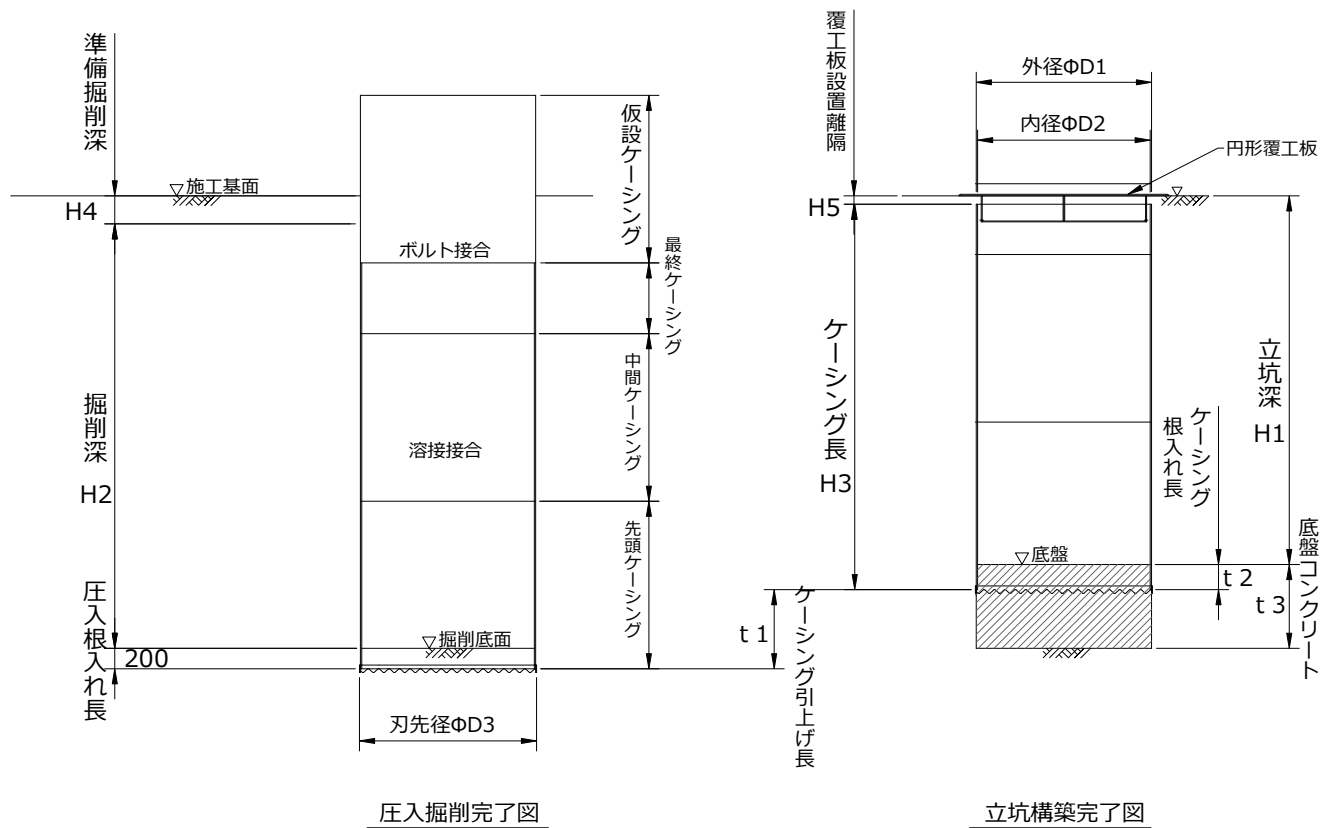 準備掘削深
H4
▽施工基面
掘削深
H2
圧入根入れ長
200
ボルト接合
溶接接合
▽掘削底面
刃先径ΦD3
仮設ケーシング
最終ケーシング
中間ケーシング
先頭ケーシング
圧入掘削完了図
覆工板設置離隔
H5
外径ΦD1
内径ΦD2
円形覆工板
ケーシング長
H3
立坑深
H1
ケーシング
根入れ長
▽底盤
t 2
t 3
底盤コンクリート
t 1
ケーシング引上げ長
立坑構築完了図